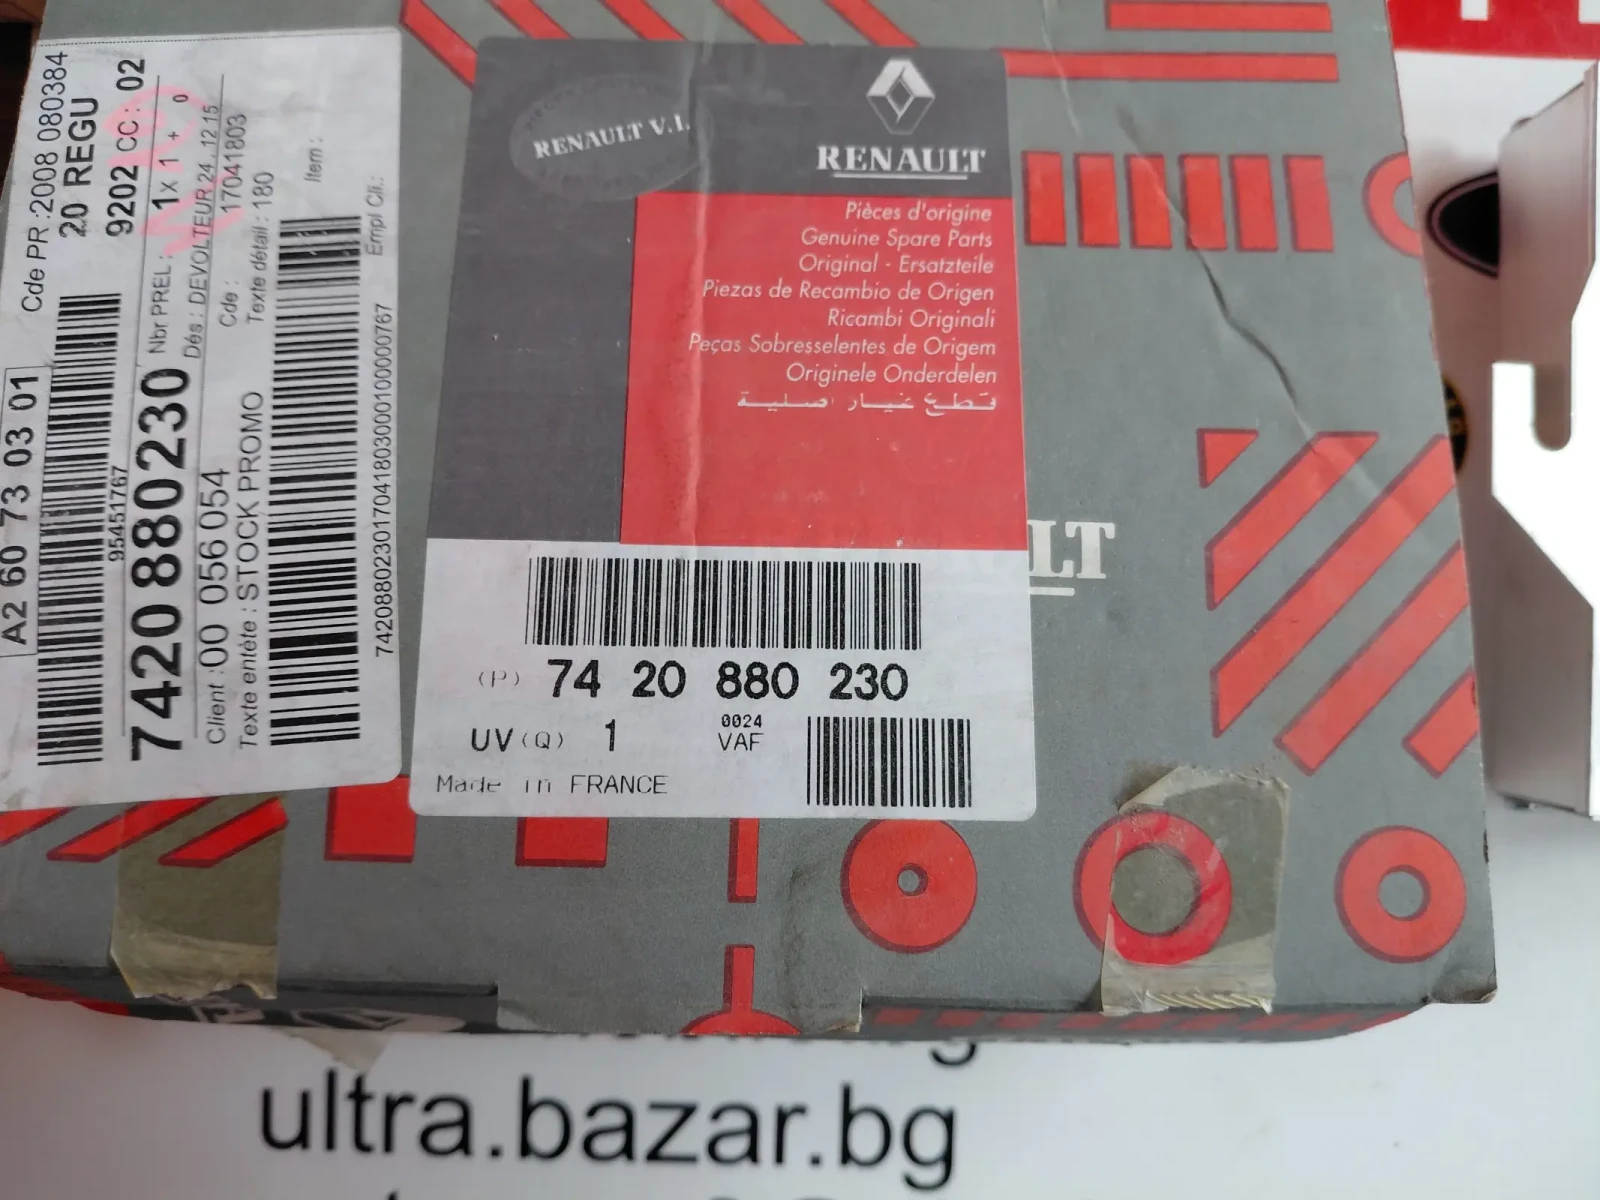 Cde PR :2008 080384
20 REGU
9202 CC : 02
A2 60 73 03 01
95451767
Nbr PREL : 1x 1 + 0
7420880230
Dés : DEVOLTEUR 24 . 12 15
Cde : 17041803
Client :00 056 054
Texte détail : 180
Texte entête : STOCK PROMO
Item :
Empl Cli.:
742088023017041803000100000767
RENAULT V.I.
RENAULT
Pièces d'origine
Genuine Spare Parts
Original - Ersatzteile
Piezas de Recambio de Origen
Ricambi Originali
Peças Sobresselentes de Origem
Originele Onderdelen
قطع غيار اصلية
LT
(P) 74 20 880 230
UV (Q) 1
0024
VAF
Made in FRANCE
ultra.bazar.bg